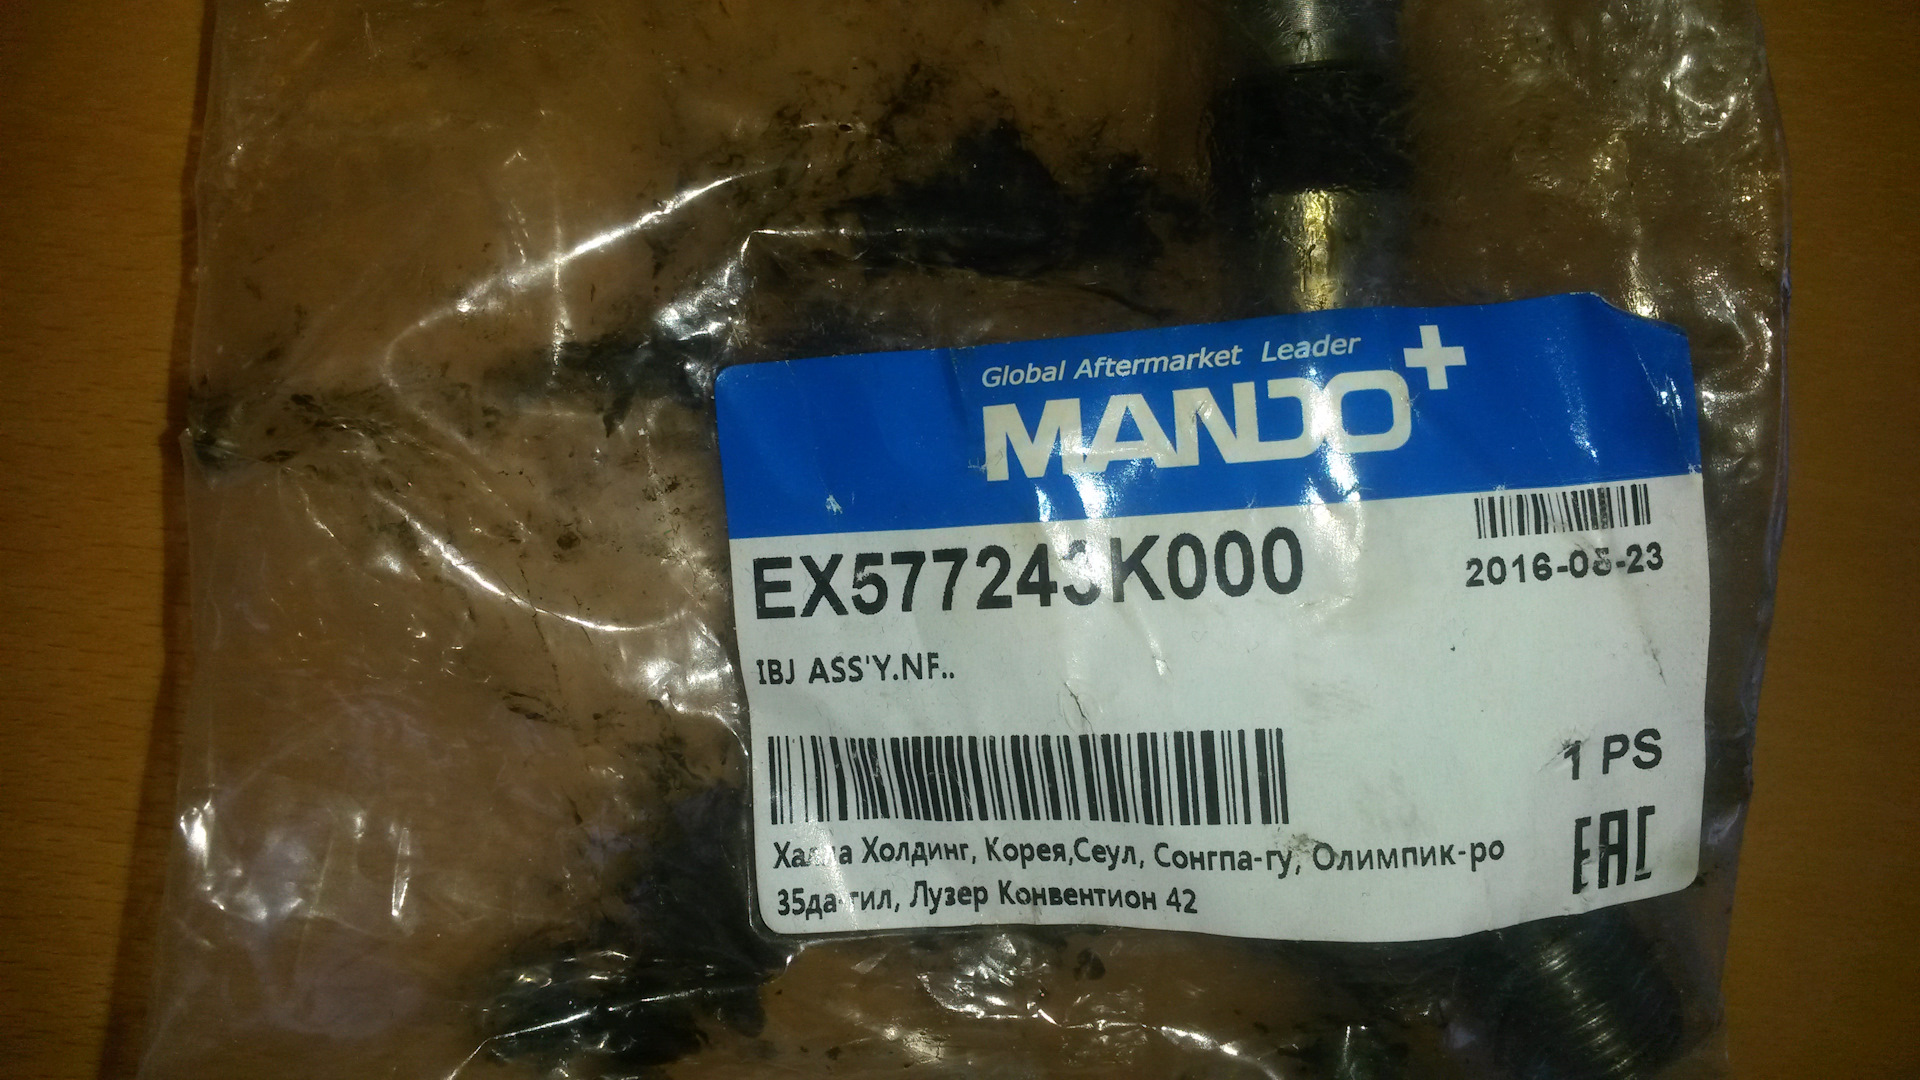 Global Aftermarket Leader
MANDO+
EX577243K000
2016-05-23
IBJ ASS'Y.NF..
1 PS
Холдинг, Корея,Сеул, Сонгпа-гу, Олимпик-ро
35да-гил, Лузер Конвентион 42
EAC